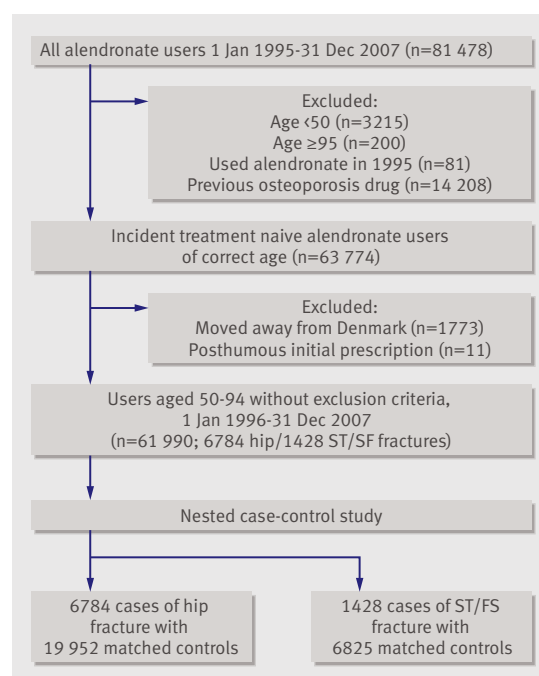 All alendronate users 1 Jan 1995-31 Dec 2007 (n=81 478)
Excluded:
Age <50 (n=3215)
Age ≥95 (n=200)
Used alendronate in 1995 (n=81)
Previous osteoporosis drug (n=14 208)
Incident treatment naive alendronate users
of correct age (n=63 774)
Excluded:
Moved away from Denmark (n=1773)
Posthumous initial prescription (n=11)
Users aged 50-94 without exclusion criteria,
1 Jan 1996-31 Dec 2007
(n=61 990; 6784 hip/1428 ST/SF fractures)
Nested case-control study
6784 cases of hip
fracture with
19 952 matched controls
1428 cases of ST/FS
fracture with
6825 matched controls